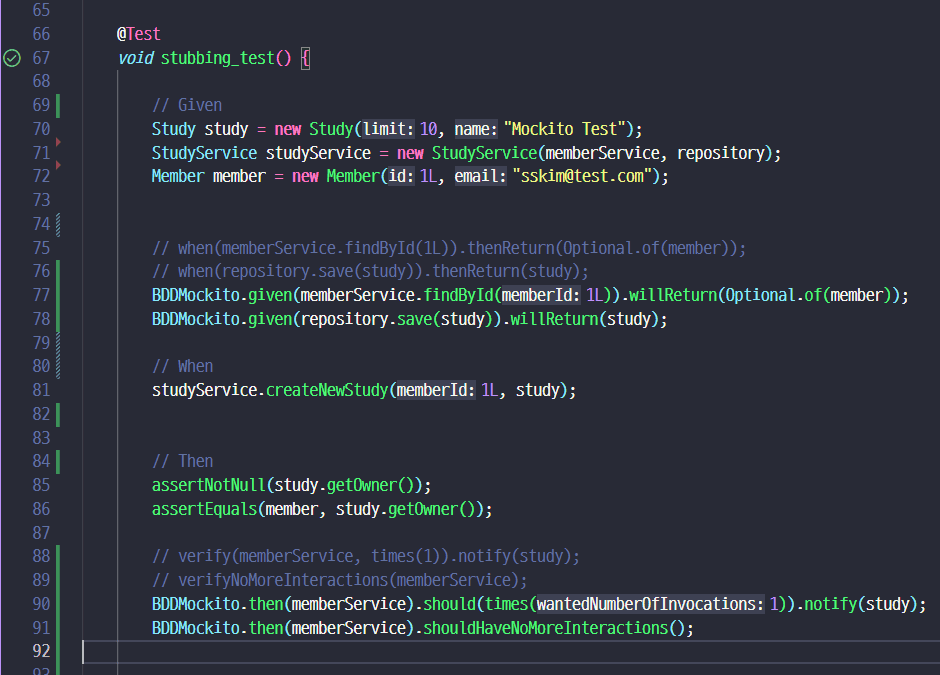 65
66 @Test
67 void stubbing_test() {
68
69 // Given
70 Study study = new Study(limit: 10, name: "Mockito Test");
71 StudyService studyService = new StudyService(memberService, repository);
72 Member member = new Member(id: 1L, email: "sskim@test.com");
73
74
75 // when(memberService.findById(1L)).thenReturn(Optional.of(member));
76 // when(repository.save(study)).thenReturn(study);
77 BDDMockito.given(memberService.findById(memberId: 1L)).willReturn(Optional.of(member));
78 BDDMockito.given(repository.save(study)).willReturn(study);
79
80 // When
81 studyService.createNewStudy(memberId: 1L, study);
82
83
84 // Then
85 assertNotNull(study.getOwner());
86 assertEquals(member, study.getOwner());
87
88 // verify(memberService, times(1)).notify(study);
89 // verifyNoMoreInteractions(memberService);
90 BDDMockito.then(memberService).should(times(wantedNumberOfInvocations: 1)).notify(study);
91 BDDMockito.then(memberService).shouldHaveNoMoreInteractions();
92
93